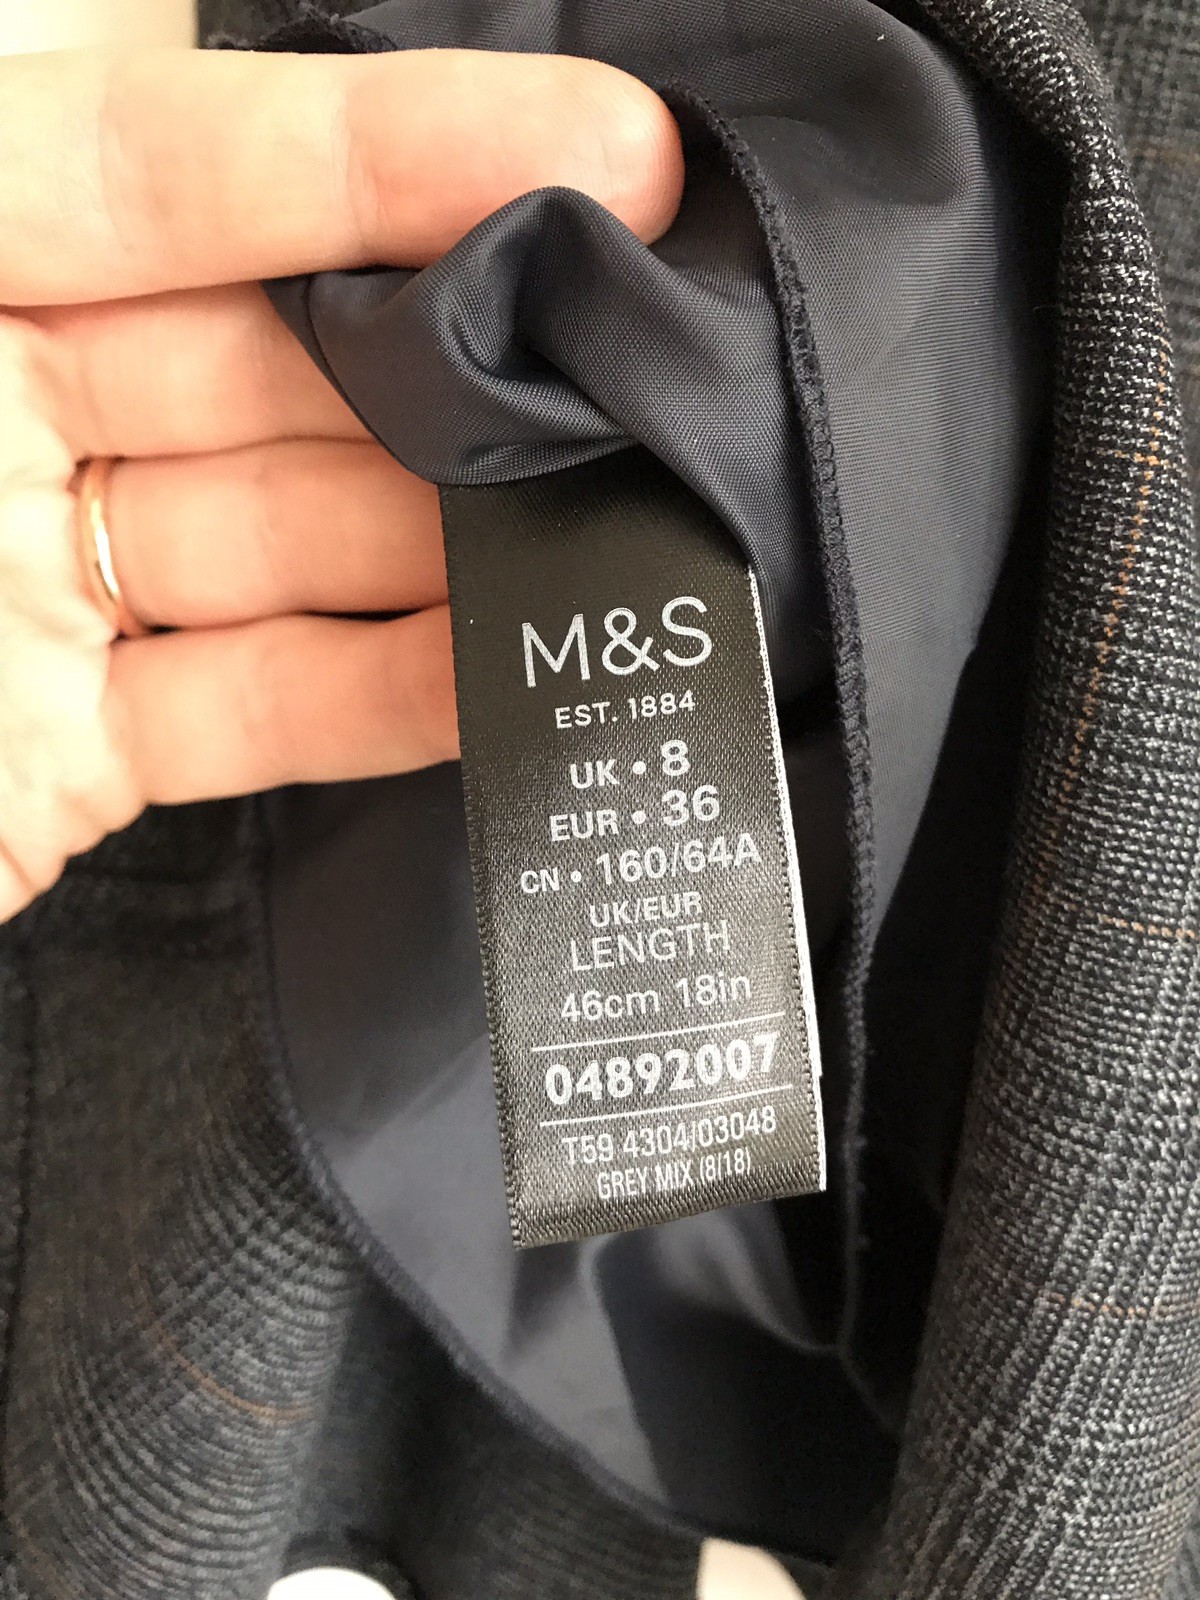 M&S
EST. 1884
UK • 8
EUR • 36
CN • 160/64A
UK/EUR
LENGTH
46cm 18in
04892007
T59 4304/03048
GREY MIX (8/18)